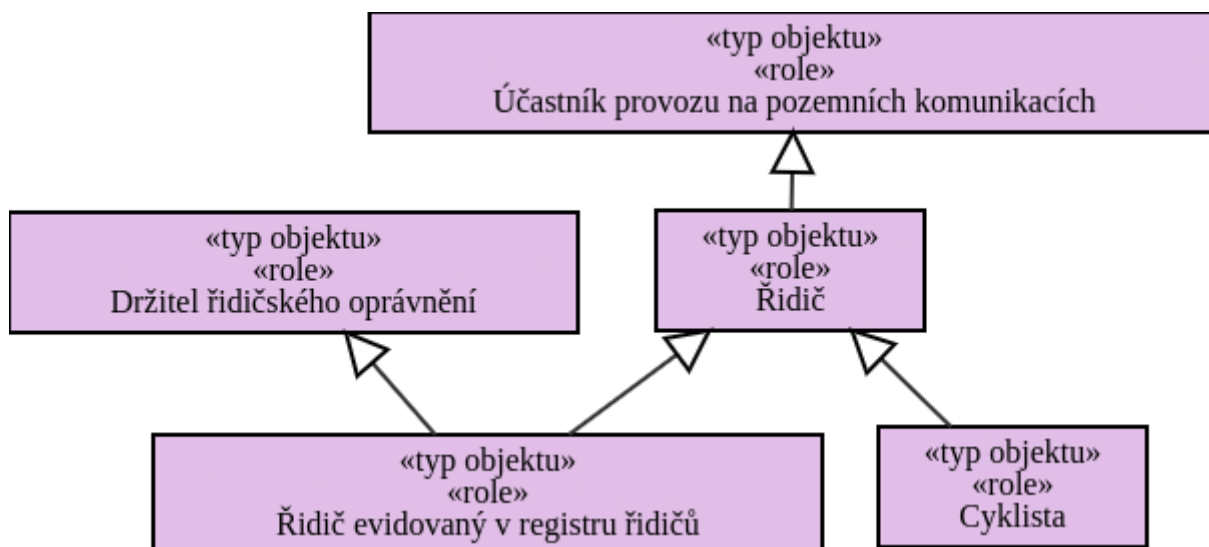 «typ objektu»
«role»
Účastník provozu na pozemních komunikacích
«typ objektu»
«role»
Držitel řidičského oprávnění
«typ objektu»
«role»
Řidič
«typ objektu»
«role»
Řidič evidovaný v registru řidičů
«typ objektu»
«role»
Cyklista